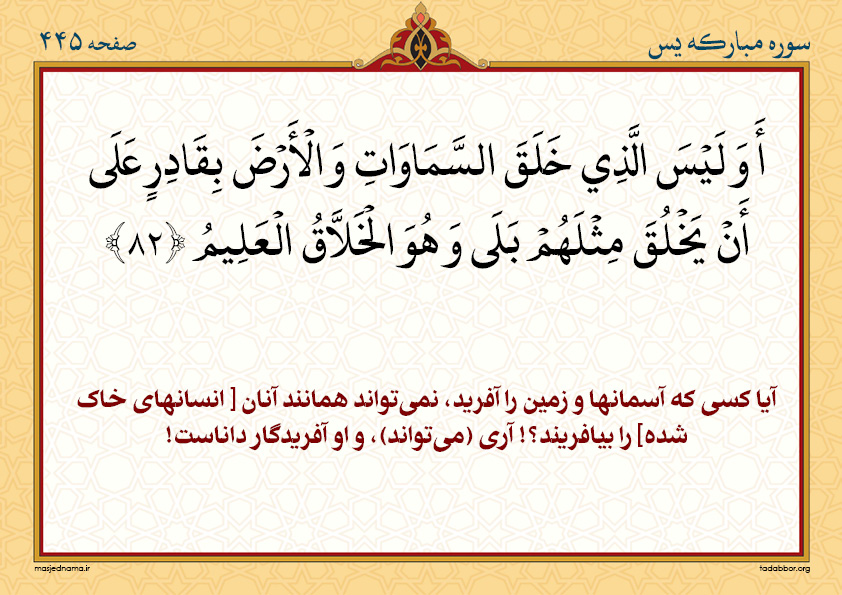 سوره مبارکه یس
صفحه ۴۴۵
أَوَلَيْسَ الَّذِي خَلَقَ السَّمَاوَاتِ وَالْأَرْضَ بِقَادِرٍ عَلَى
أَنْ يَخْلُقَ مِثْلَهُمْ بَلَى وَهُوَ الْخَلَّاقُ الْعَلِيمُ ﴿۸۲﴾
آیا کسی که آسمانها و زمین را آفرید، نمی‌تواند همانند آنان [ انسانهای خاک
شده] را بیافریند؟! آری (می‌تواند)، و او آفریدگار داناست!
masjednama.ir
tadabbor.org